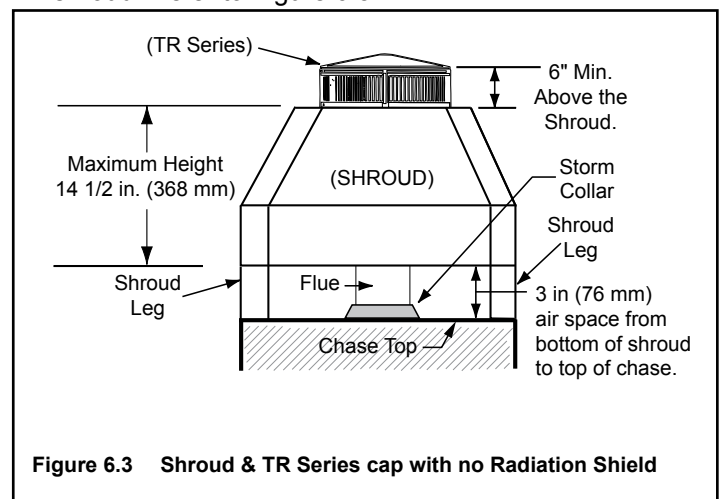 (TR Series)
6" Min.
Above the
Shroud.
Maximum Height
14 1/2 in. (368 mm)
(SHROUD)
Storm
Collar
Shroud
Leg
Shroud
Leg
Flue
3 in (76 mm)
air space from
bottom of shroud
to top of chase.
Chase Top
Figure 6.3 Shroud & TR Series cap with no Radiation Shield